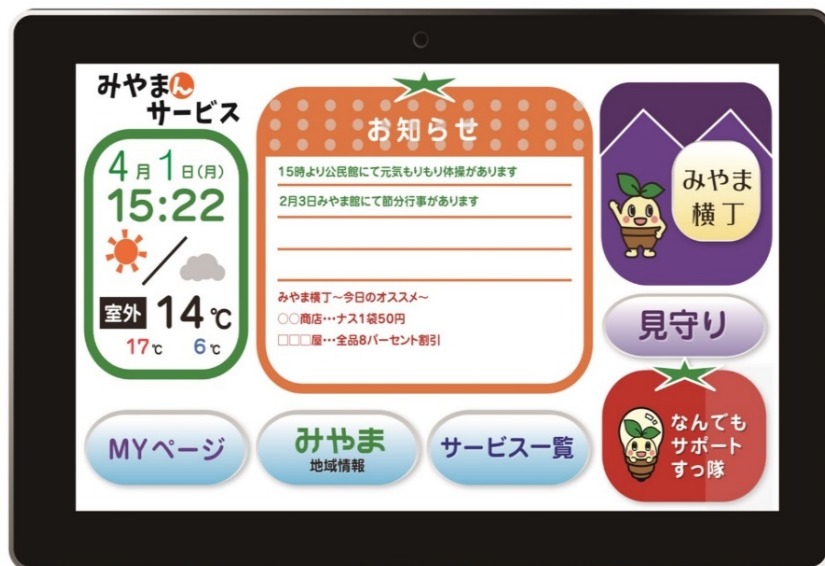 みやまん
サービス
4月1日(月)
15:22
室外 14℃
17℃ 6℃
お知らせ
15時より公民館にて元気もりもり体操があります
2月3日みやま館にて節分行事があります
みやま横丁～今日のオススメ～
○○商店・・・ナス1袋50円
□□□屋・・・全品8パーセント割引
みやま
横丁
見守り
なんでも
サポート
すっ隊
MYページ
みやま
地域情報
サービス一覧